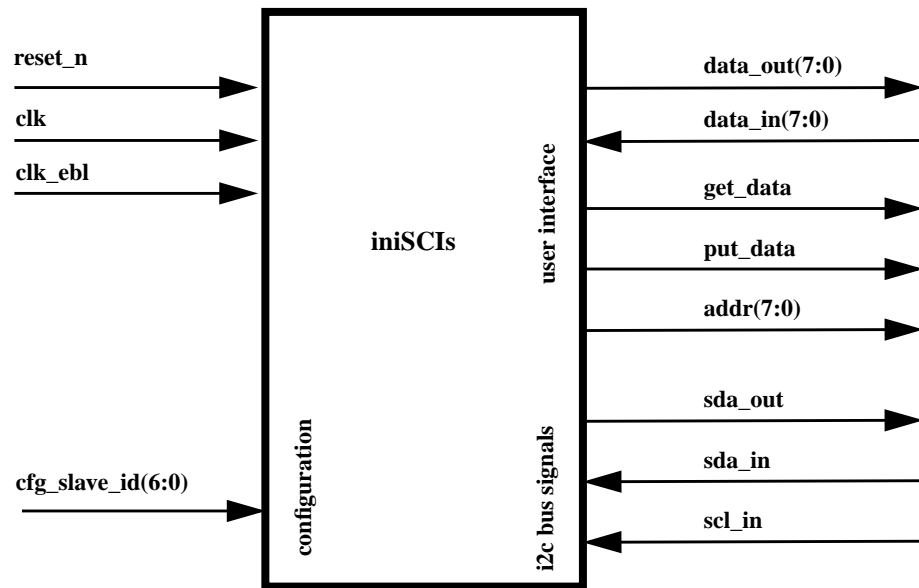 reset_n
clk
clk_ebl
cfg_slave_id(6:0)
iniSCIs
configuration
user interface
i2c bus signals
data_out(7:0)
data_in(7:0)
get_data
put_data
addr(7:0)
sda_out
sda_in
scl_in